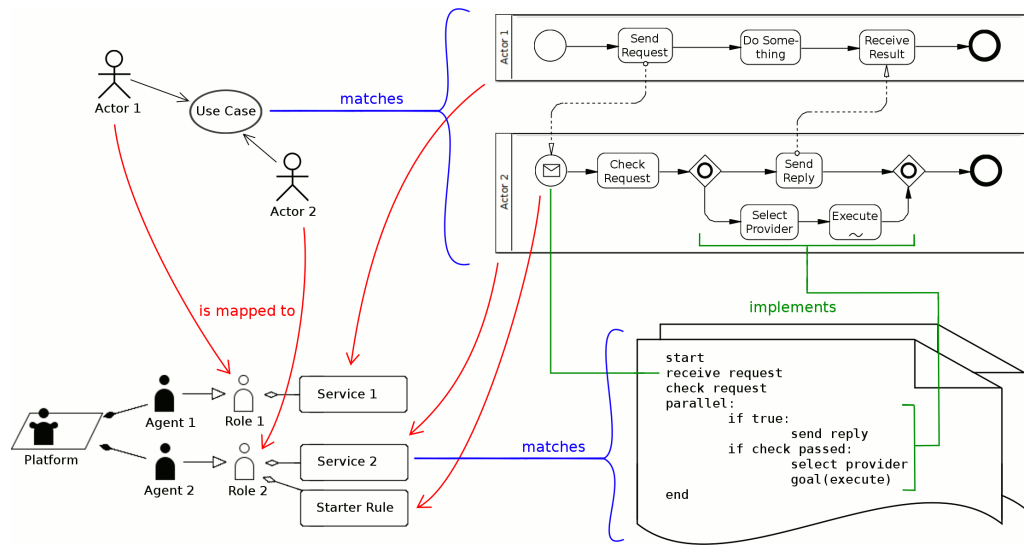 Actor 1
Send
Request
Do Some-
thing
Receive
Result
Actor 1
Use Case
matches
Actor 2
Actor 2
Check
Request
Send
Reply
Select
Provider
Execute
is mapped to
implements
start
receive request
check request
parallel:
if true:
send reply
if check passed:
select provider
goal(execute)
end
Agent 1
Role 1
Service 1
Platform
Agent 2
Role 2
Service 2
matches
Starter Rule